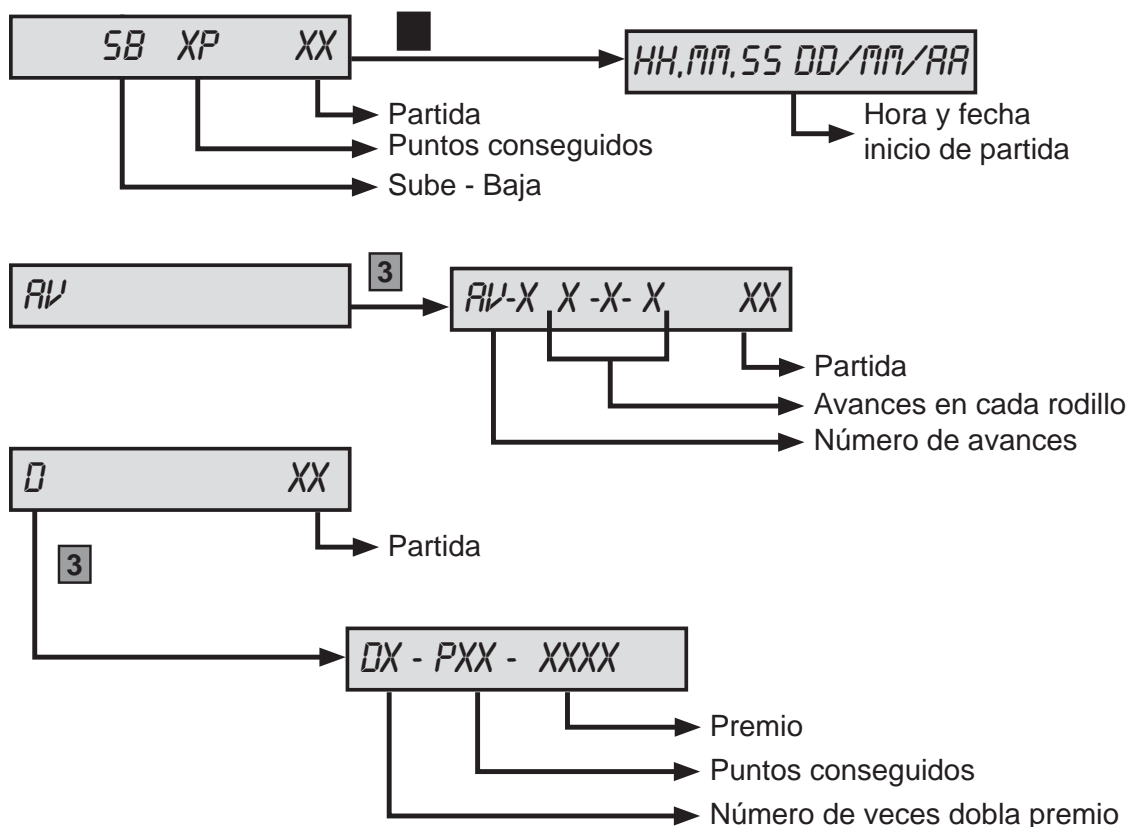 SB XP XX
HH,MM,SS DD/MM/AA
Partida
Puntos conseguidos
Sube - Baja
Hora y fecha
inicio de partida
AV
3
AV-X X -X- X XX
Partida
Avances en cada rodillo
Número de avances
D XX
Partida
3
DX - PXX - XXXX
Premio
Puntos conseguidos
Número de veces dobla premio